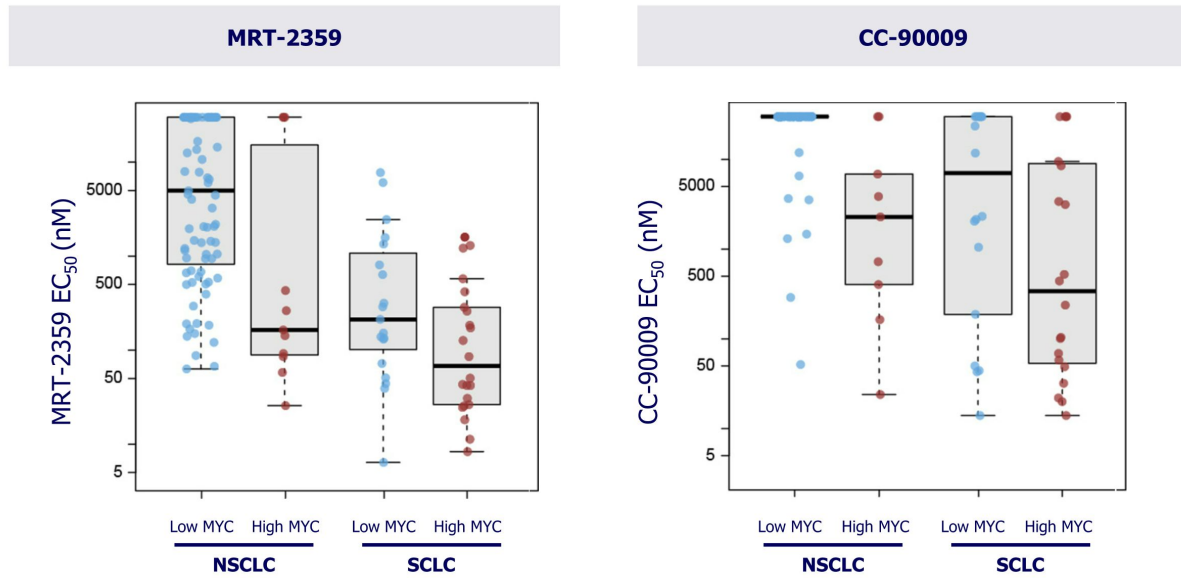 MRT-2359
MRT-2359 EC50 (nM)
5000
500
50
5
Low MYC High MYC Low MYC High MYC
NSCLC SCLC
CC-90009
CC-90009 EC50 (nM)
5000
500
50
5
Low MYC High MYC Low MYC High MYC
NSCLC SCLC